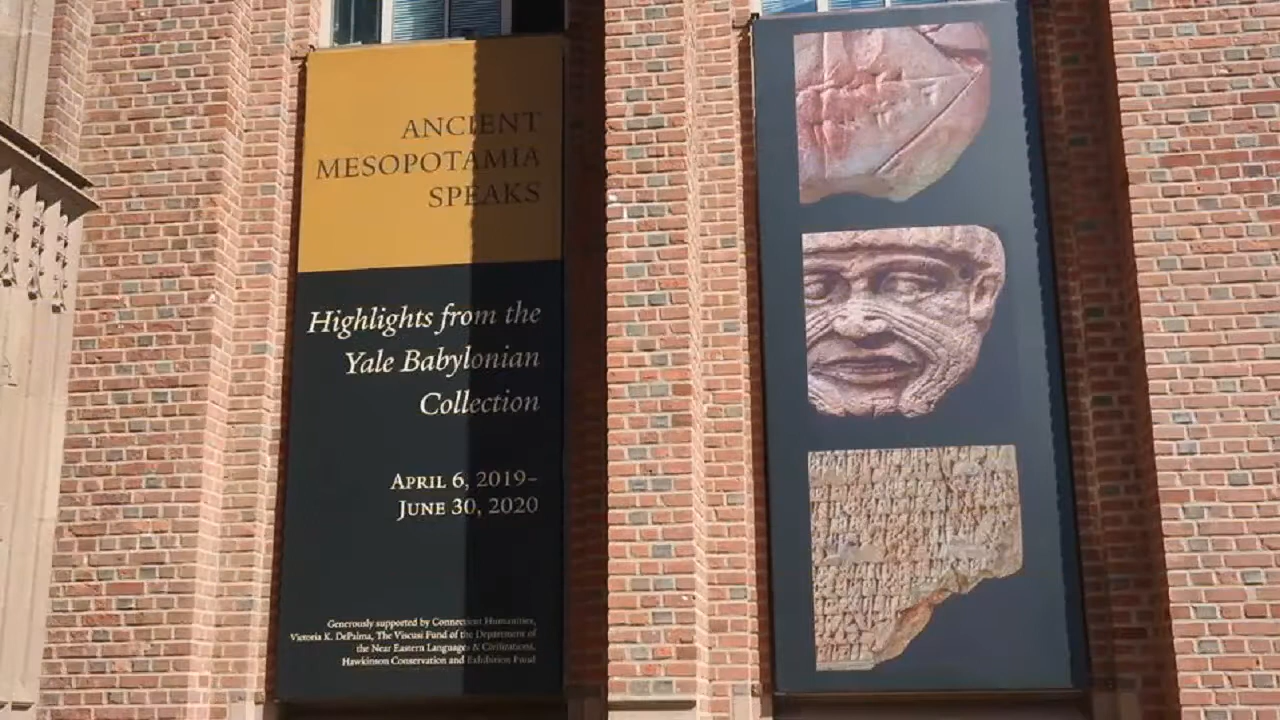 ANCIENT
MESOPOTAMIA
SPEAKS
Highlights from the
Yale Babylonian
Collection
APRIL 6, 2019–
JUNE 30, 2020
Generously supported by Connecticut Humanities,
Victoria K. DePalma, The Viscusi Fund of the Department of
the Near Eastern Languages & Civilizations,
Hawkinson Conservation and Exhibition Fund